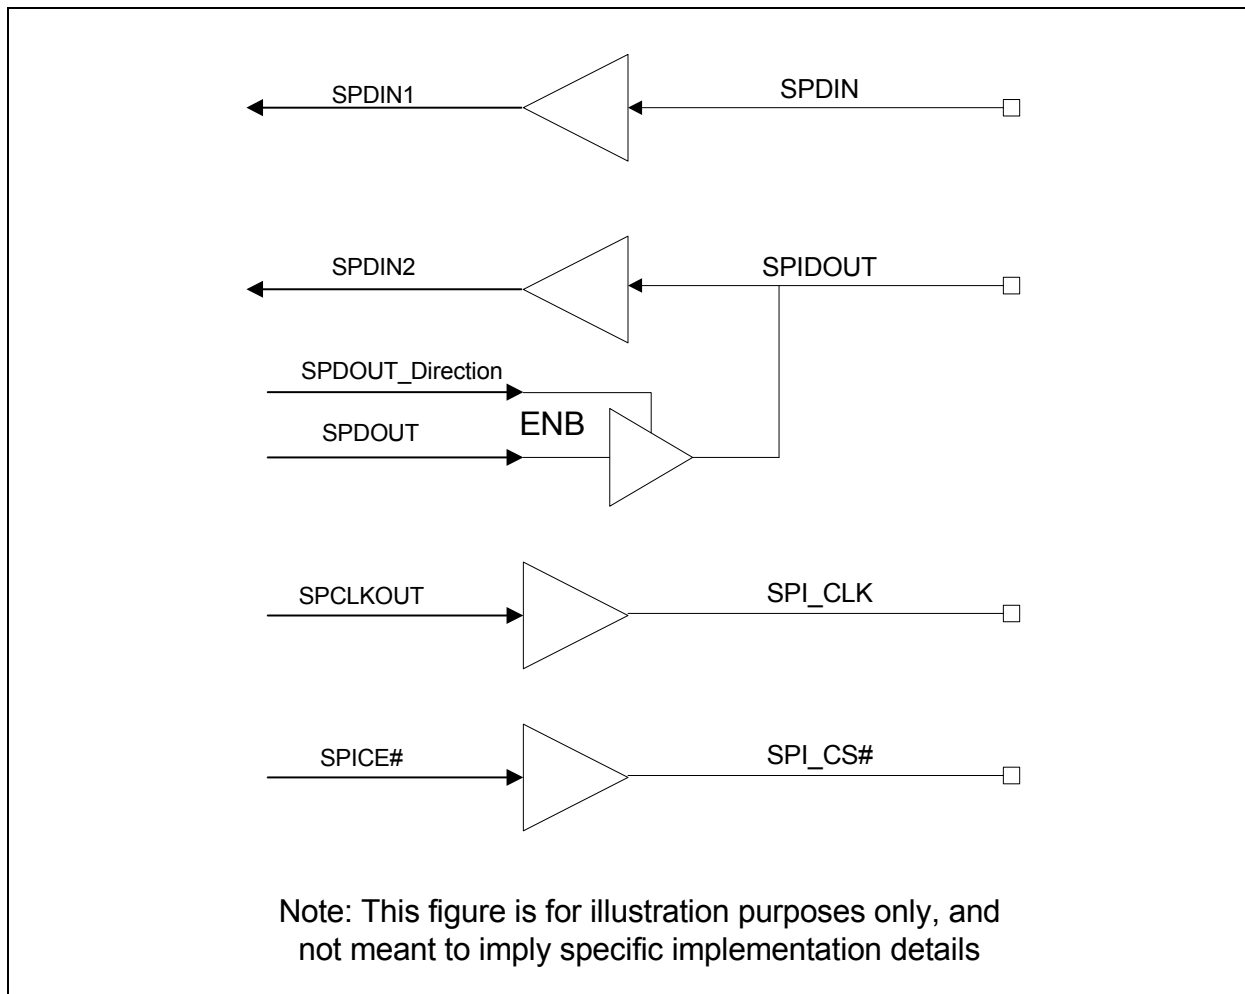 SPDIN1
SPDIN
SPDIN2
SPIDOUT
SPDOUT_Direction
ENB
SPDOUT
SPCLKOUT
SPI_CLK
SPICE#
SPI_CS#
Note: This figure is for illustration purposes only, and
not meant to imply specific implementation details